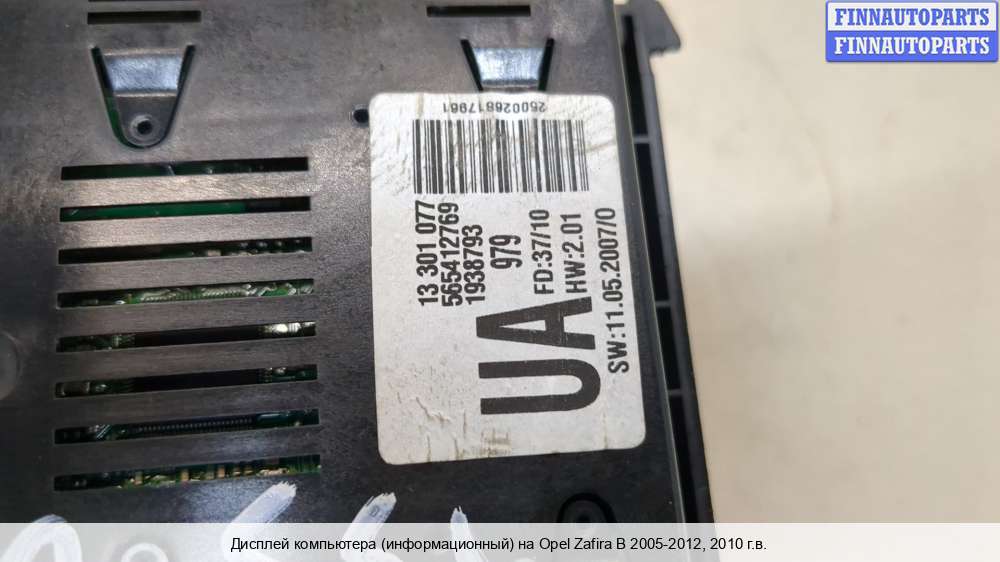 FINNAUTOPARTS
FINNAUTOPARTS
250026817961
13 301 077
565412769
1938793
979
FD:37/10
HW:2.01
SW:11.05.2007/0
UA
Дисплей компьютера (информационный) на Opel Zafira B 2005-2012, 2010 г.в.